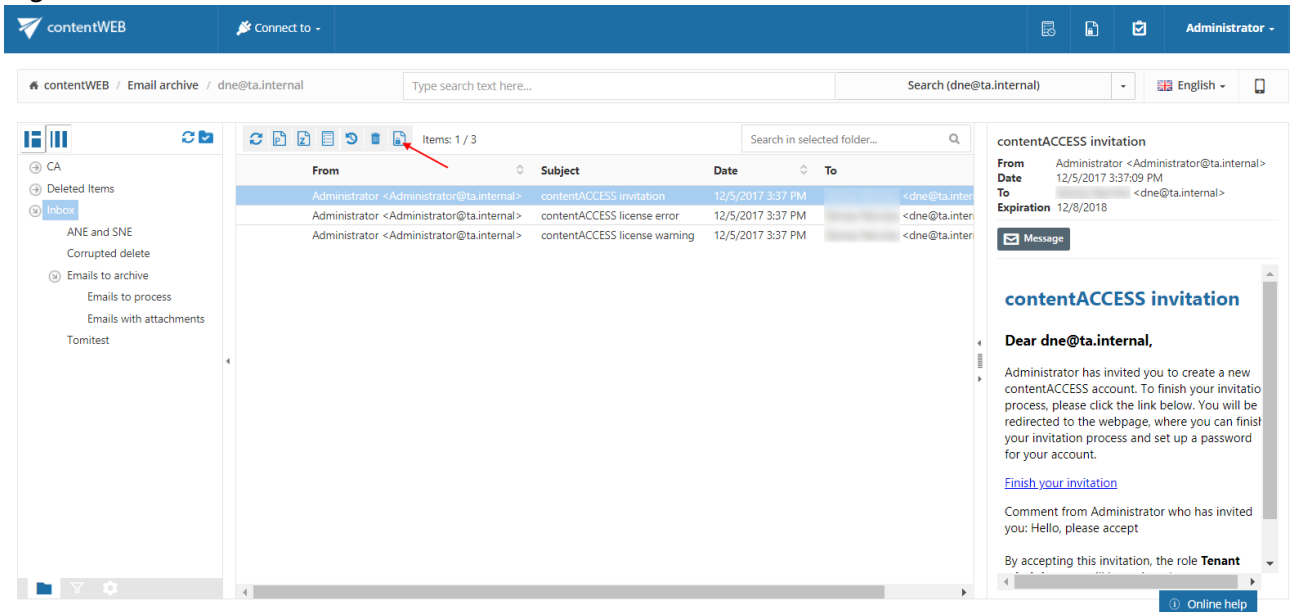 contentWEB
Connect to
Administrator
contentWEB / Email archive / dne@ta.internal
Type search text here...
Search (dne@ta.internal)
English
CA
Deleted Items
Inbox
ANE and SNE
Corrupted delete
Emails to archive
Emails to process
Emails with attachments
Tomitest
Items: 1 / 3
Search in selected folder...
From Subject Date To
Administrator <Administrator@ta.internal> contentACCESS invitation 12/5/2017 3:37 PM <dne@ta.inter
Administrator <Administrator@ta.internal> contentACCESS license error 12/5/2017 3:37 PM <dne@ta.inter
Administrator <Administrator@ta.internal> contentACCESS license warning 12/5/2017 3:37 PM <dne@ta.inter
contentACCESS invitation
From Administrator <Administrator@ta.internal>
Date 12/5/2017 3:37:09 PM
To <dne@ta.internal>
Expiration 12/8/2018
Message
contentACCESS invitation
Dear dne@ta.internal,
Administrator has invited you to create a new
contentACCESS account. To finish your invitatio
process, please click the link below. You will be
redirected to the webpage, where you can finish
your invitation process and set up a password
for your account.
Finish your invitation
Comment from Administrator who has invited
you: Hello, please accept
By accepting this invitation, the role Tenant
Online help